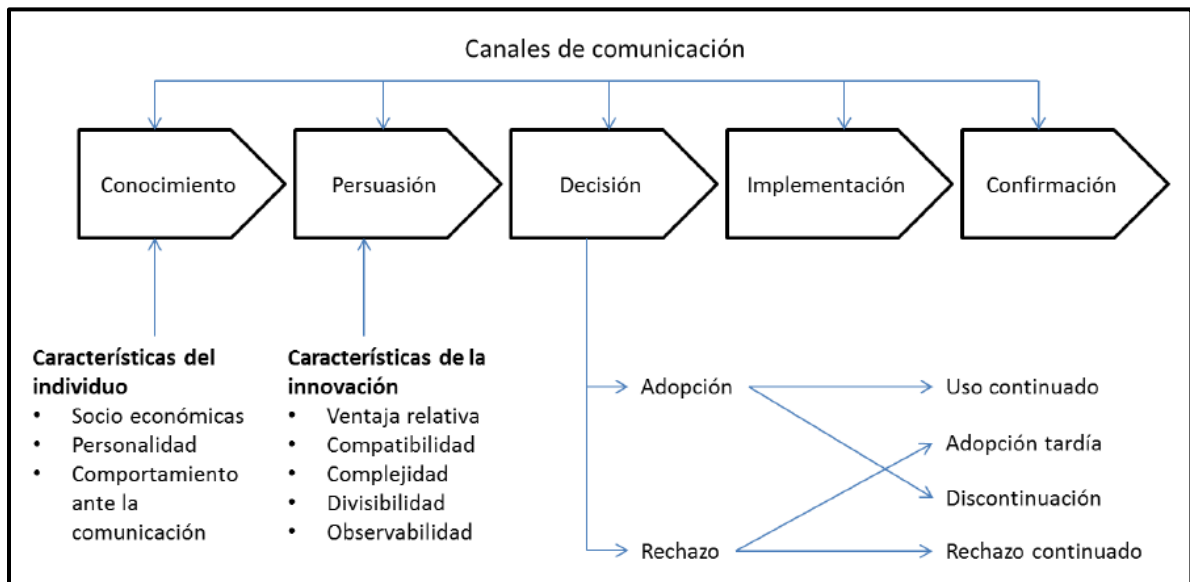 Canales de comunicación
Conocimiento
Persuasión
Decisión
Implementación
Confirmación
Características del
individuo
• Socio económicas
• Personalidad
• Comportamiento
ante la
comunicación
Características de la
innovación
• Ventaja relativa
• Compatibilidad
• Complejidad
• Divisibilidad
• Observabilidad
Adopción
Rechazo
Uso continuado
Adopción tardía
Discontinuación
Rechazo continuado